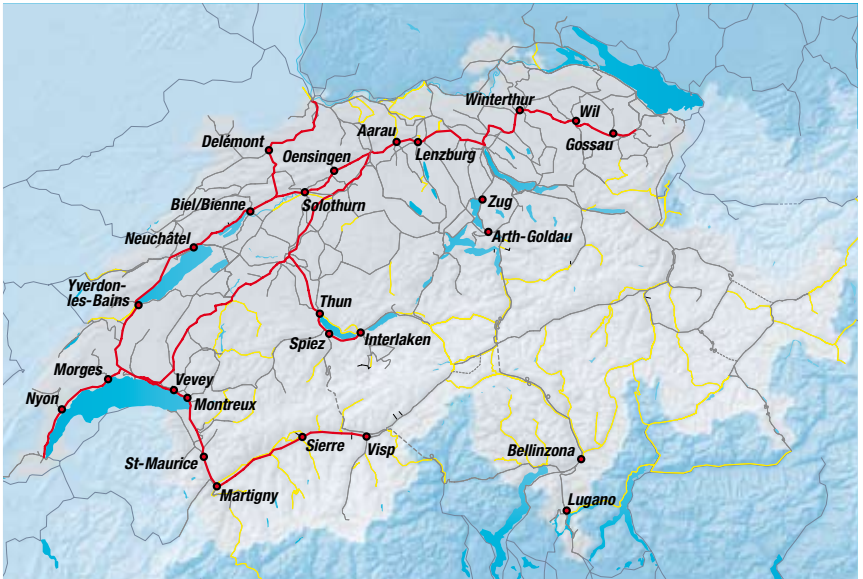 Winterthur
Wil
Aarau
Delémont
Gossau
Oensingen
Lenzburg
Zug
Biel/Bienne
Solothurn
Arth-Goldau
Neuchâtel
Yverdon-
les-Bains
Thun
Spiez
Interlaken
Morges
Vevey
Nyon
Montreux
Sierre
Visp
Bellinzona
St-Maurice
Martigny
Lugano